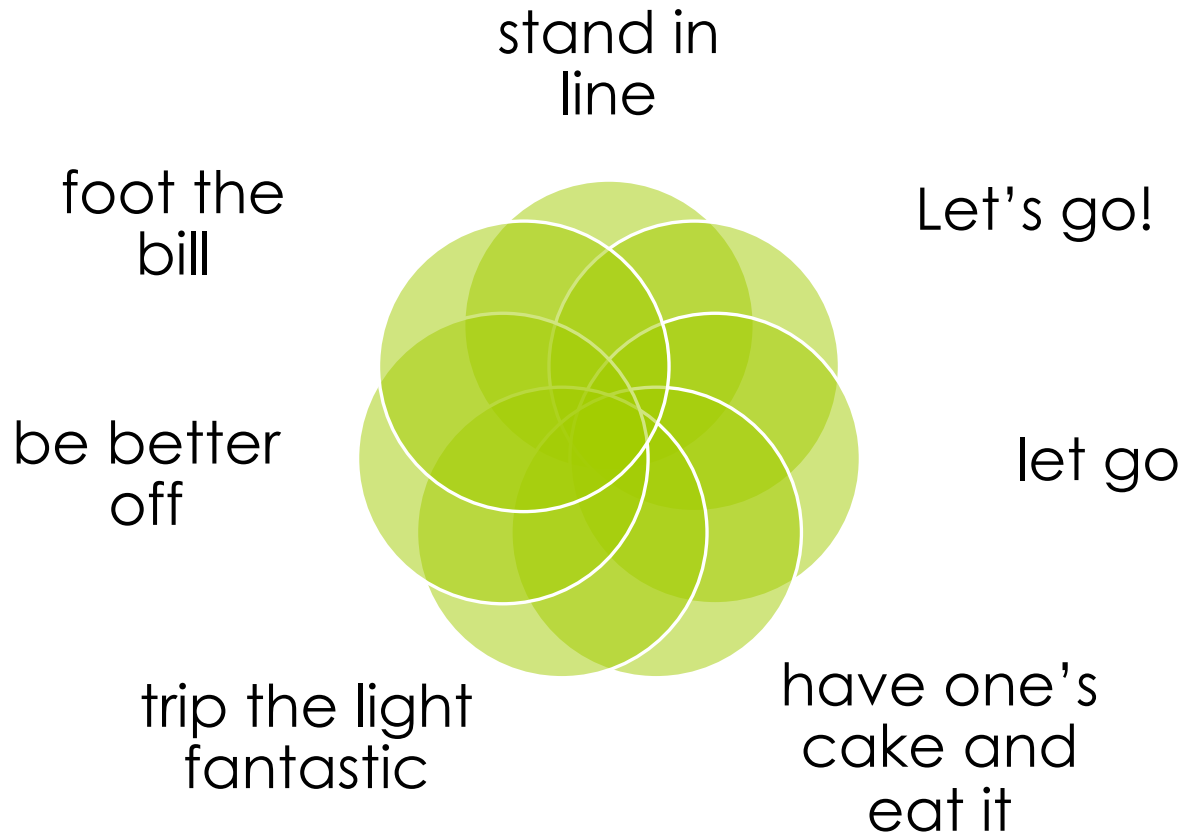 stand in
line
foot the
bill
Let’s go!
be better
off
let go
trip the light
fantastic
have one’s
cake and
eat it